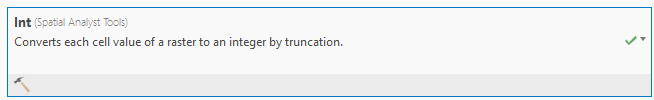 Int (Spatial Analyst Tools)
Converts each cell value of a raster to an integer by truncation.